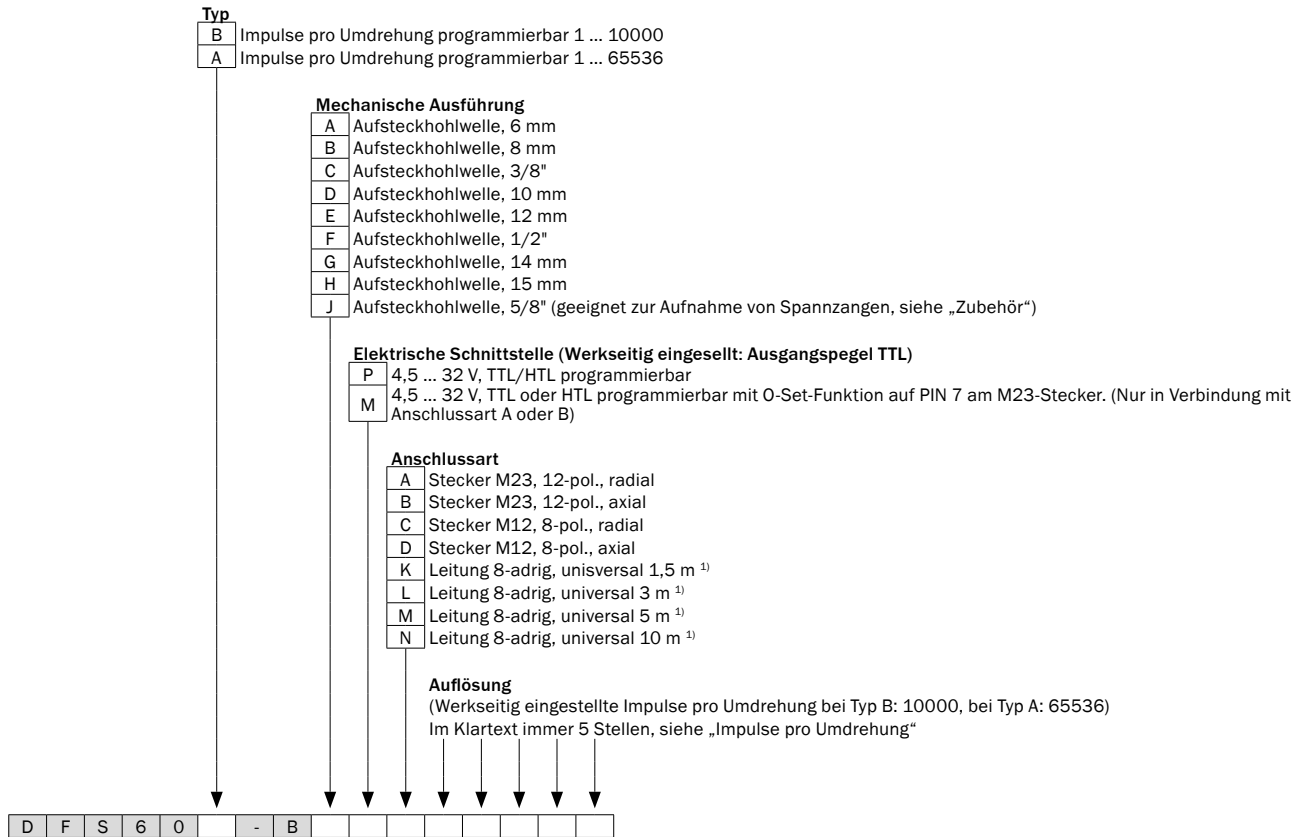 Typ
B Impulse pro Umdrehung programmierbar 1 ... 10000
A Impulse pro Umdrehung programmierbar 1 ... 65536
Mechanische Ausführung
A Aufsteckhohlwelle, 6 mm
B Aufsteckhohlwelle, 8 mm
C Aufsteckhohlwelle, 3/8"
D Aufsteckhohlwelle, 10 mm
E Aufsteckhohlwelle, 12 mm
F Aufsteckhohlwelle, 1/2"
G Aufsteckhohlwelle, 14 mm
H Aufsteckhohlwelle, 15 mm
J Aufsteckhohlwelle, 5/8" (geeignet zur Aufnahme von Spannzangen, siehe „Zubehör“)
Elektrische Schnittstelle (Werkseitig eingesellt: Ausgangspegel TTL)
P 4,5 ... 32 V, TTL/HTL programmierbar
M 4,5 ... 32 V, TTL oder HTL programmierbar mit 0-Set-Funktion auf PIN 7 am M23-Stecker. (Nur in Verbindung mit
Anschlussart A oder B)
Anschlussart
A Stecker M23, 12-pol., radial
B Stecker M23, 12-pol., axial
C Stecker M12, 8-pol., radial
D Stecker M12, 8-pol., axial
K Leitung 8-adrig, unisversal 1,5 m 1)
L Leitung 8-adrig, universal 3 m 1)
M Leitung 8-adrig, universal 5 m 1)
N Leitung 8-adrig, universal 10 m 1)
Auflösung
(Werkseitig eingestellte Impulse pro Umdrehung bei Typ B: 10000, bei Typ A: 65536)
Im Klartext immer 5 Stellen, siehe „Impulse pro Umdrehung“
D F S 6 0 - B